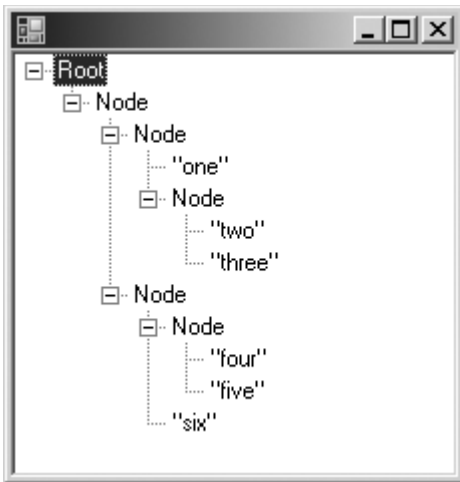 Root
Node
Node
"one"
Node
"two"
"three"
Node
Node
"four"
"five"
"six"